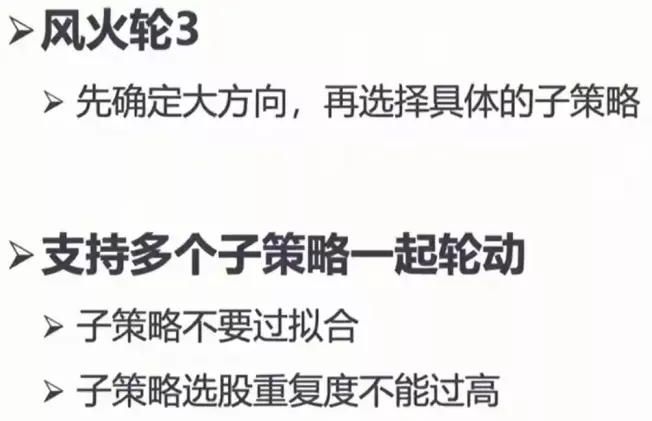 ➢风火轮3
➢先确定大方向，再选择具体的子策略
➢支持多个子策略一起轮动
➢子策略不要过拟合
➢子策略选股重复度不能过高